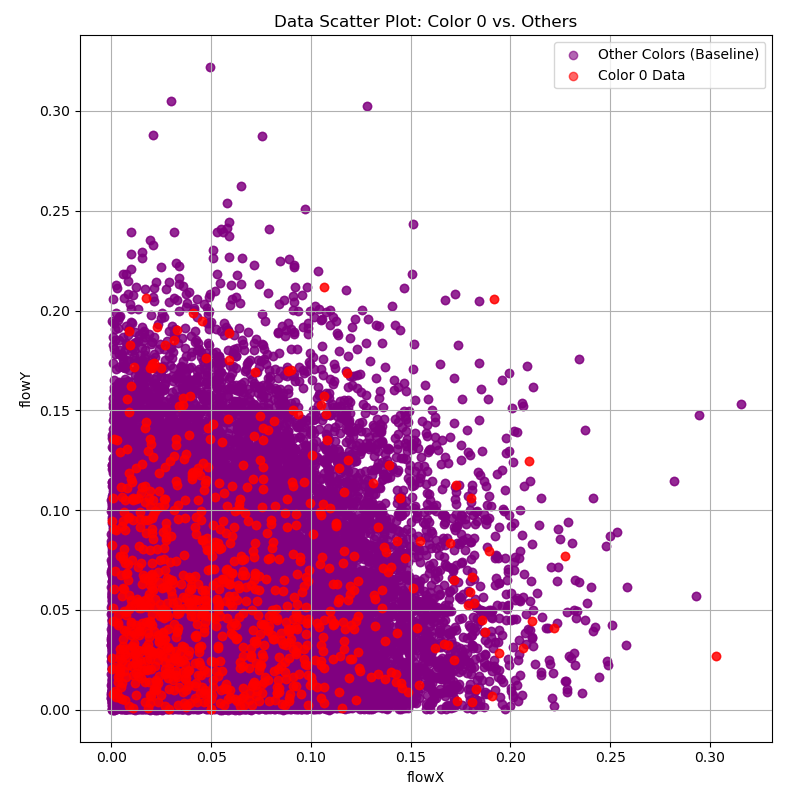 Data Scatter Plot: Color 0 vs. Others
Other Colors (Baseline)
Color 0 Data
flowY
0.30
0.25
0.20
0.15
0.10
0.05
0.00
0.00 0.05 0.10 0.15 0.20 0.25 0.30
flowX